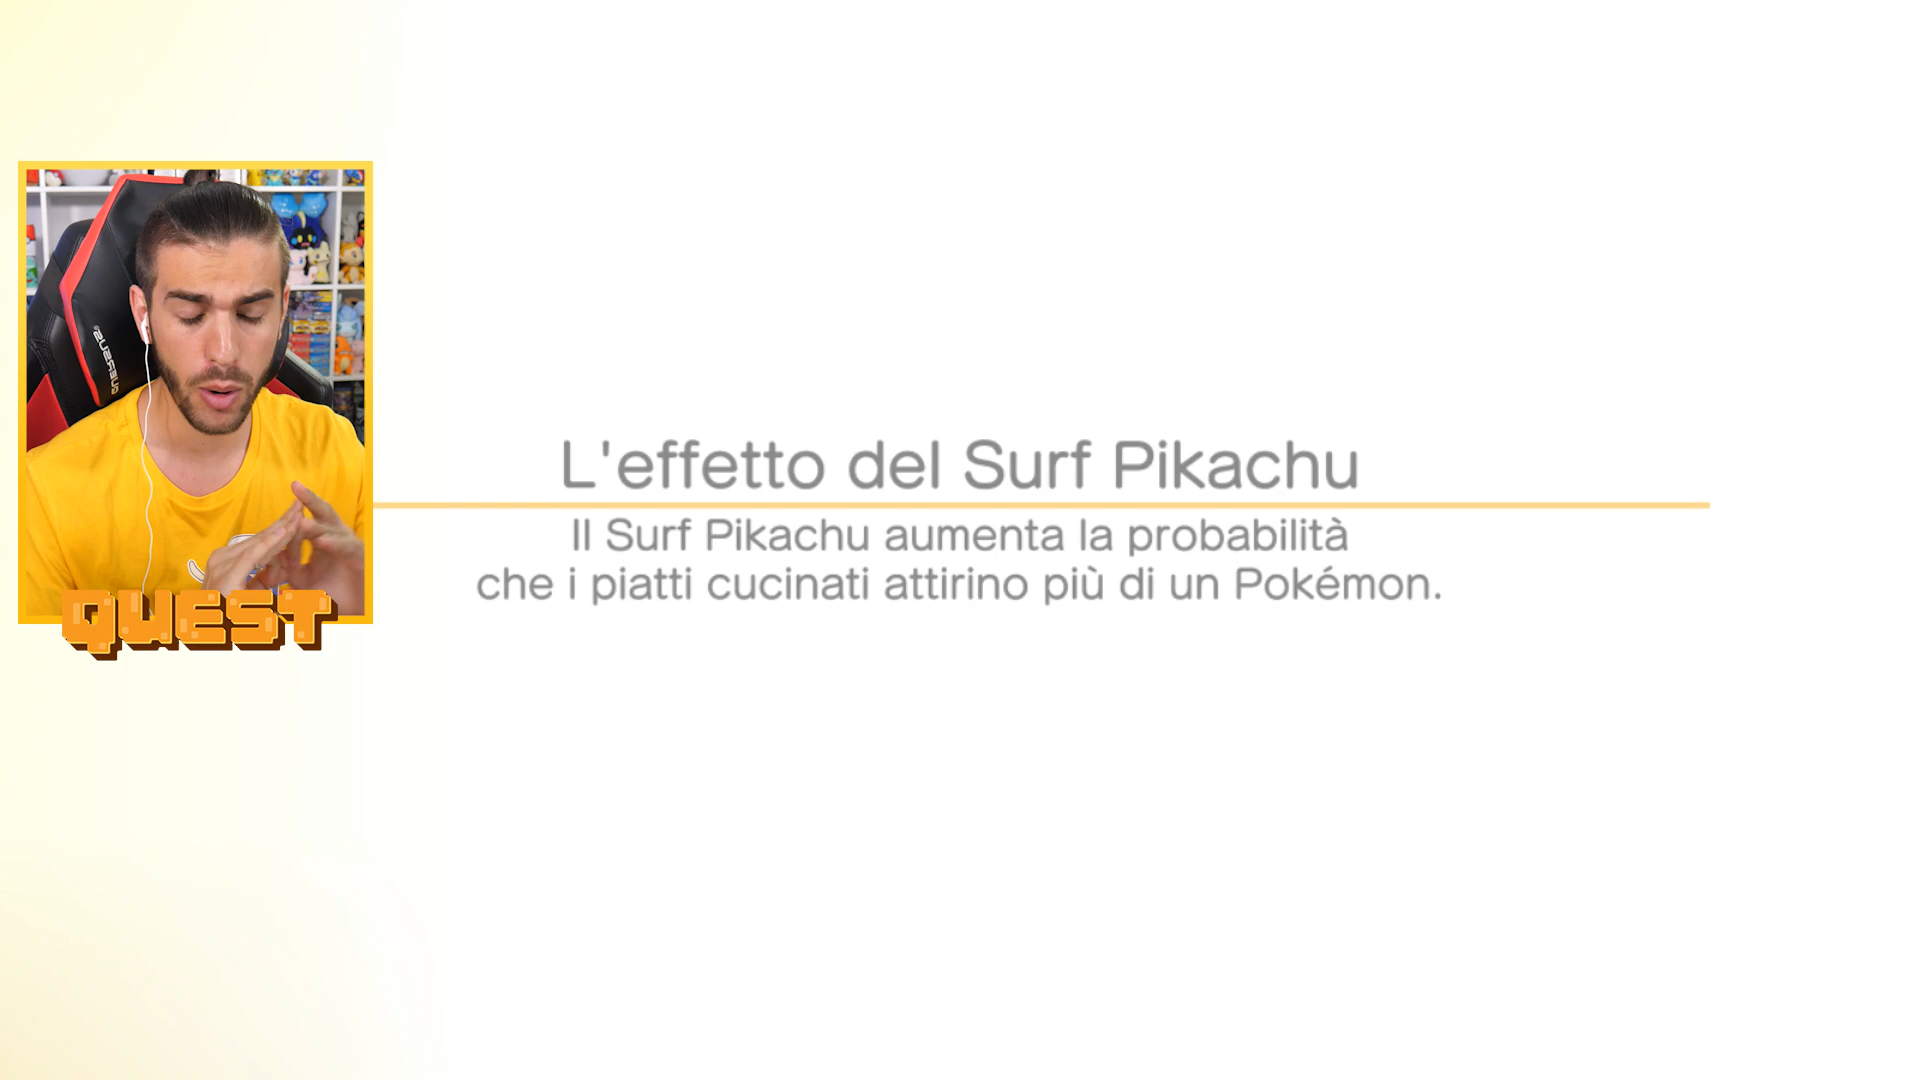 QUERSUS
L'effetto del Surf Pikachu
Il Surf Pikachu aumenta la probabilità
che i piatti cucinati attirino più di un Pokémon.
QUEST